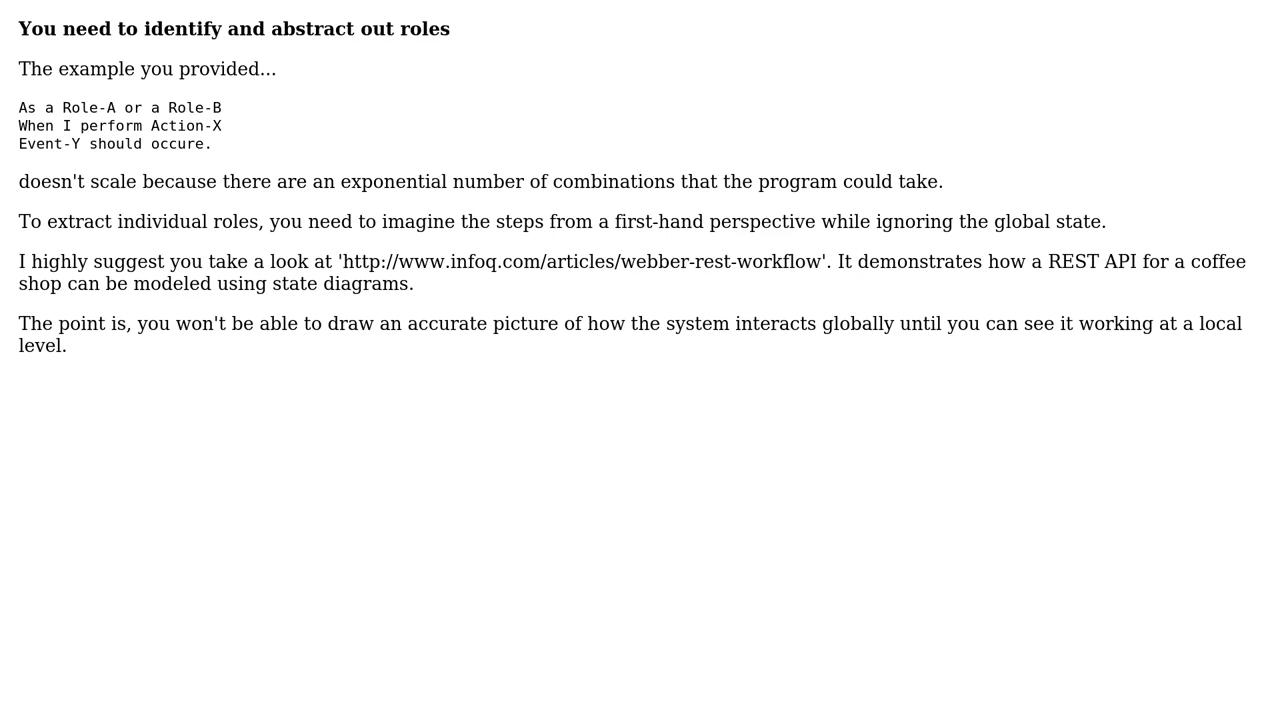 You need to identify and abstract out roles
The example you provided...
As a Role-A or a Role-B
When I perform Action-X
Event-Y should occure.
doesn't scale because there are an exponential number of combinations that the program could take.
To extract individual roles, you need to imagine the steps from a first-hand perspective while ignoring the global state.
I highly suggest you take a look at 'http://www.infoq.com/articles/webber-rest-workflow'. It demonstrates how a REST API for a coffee
shop can be modeled using state diagrams.
The point is, you won't be able to draw an accurate picture of how the system interacts globally until you can see it working at a local
level.